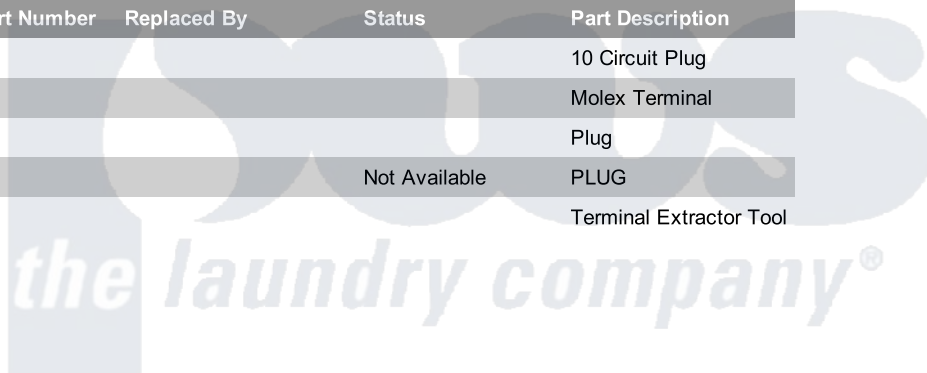 rt Number Replaced By Status Part Description
10 Circuit Plug
Molex Terminal
Plug
Not Available PLUG
Terminal Extractor Tool
the laundry company®